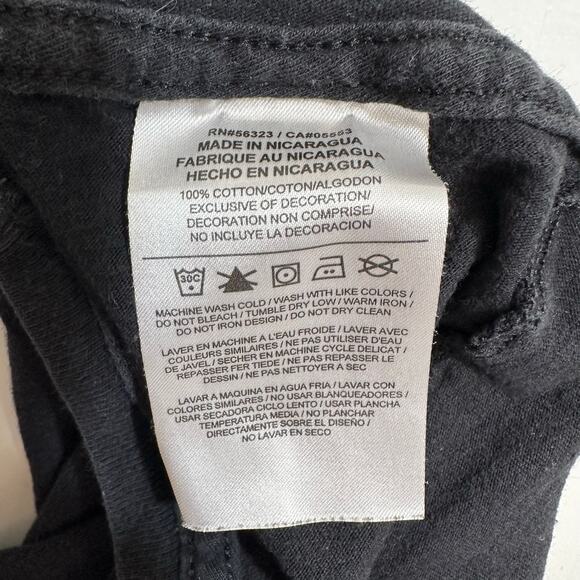 RN#56323 / CA#05553
MADE IN NICARAGUA
FABRIQUE AU NICARAGUA
HECHO EN NICARAGUA
100% COTTON/COTON/ALGODON
EXCLUSIVE OF DECORATION/
DECORATION NON COMPRISE/
NO INCLUYE LA DECORACION
30C
MACHINE WASH COLD / WASH WITH LIKE COLORS /
DO NOT BLEACH / TUMBLE DRY LOW / WARM IRON /
DO NOT IRON DESIGN / DO NOT DRY CLEAN
LAVER EN MACHINE A L'EAU FROIDE / LAVER AVEC
COULEURS SIMILAIRES / NE PAS UTILISER D'EAU
DE JAVEL / SECHER EN MACHINE CYCLE DELICAT /
REPASSER FER TIEDE / NE PAS REPASSER LE
DESSIN / NE PAS NETTOYER A SEC
LAVAR A MAQUINA EN AGUA FRIA / LAVAR CON
COLORES SIMILARES / NO USAR BLANQUEADORES /
USAR SECADORA CICLO LENTO / USAR PLANCHA
TEMPERATURA MEDIA / NO PLANCHAR
DIRECTAMENTE SOBRE EL DISEÑO /
NO LAVAR EN SECO